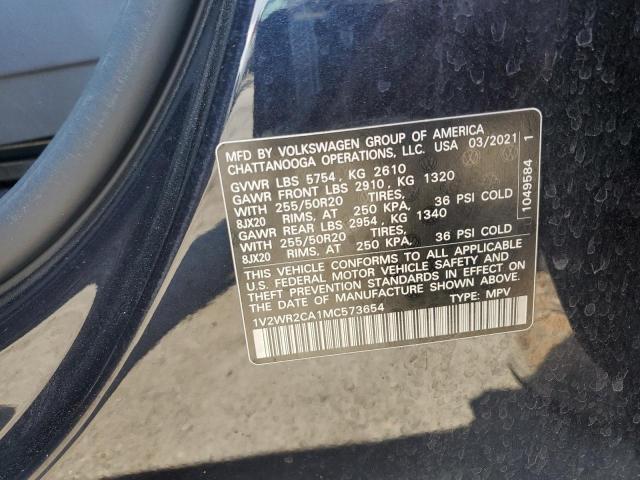 MFD BY VOLKSWAGEN GROUP OF AMERICA
CHATTANOOGA OPERATIONS, LLC. USA 03/2021
GVWR LBS 5754, KG 2610
GAWR FRONT LBS 2910, KG 1320
WITH 255/50R20 TIRES,
8JX20 RIMS, AT 250 KPA, 36 PSI COLD
GAWR REAR LBS 2954, KG 1340
WITH 255/50R20 TIRES,
8JX20 RIMS, AT 250 KPA, 36 PSI COLD
THIS VEHICLE CONFORMS TO ALL APPLICABLE
U.S. FEDERAL MOTOR VEHICLE SAFETY AND
THEFT PREVENTION STANDARDS IN EFFECT ON
THE DATE OF MANUFACTURE SHOWN ABOVE.
1V2WR2CA1MC573654 TYPE: MPV
1049584 1